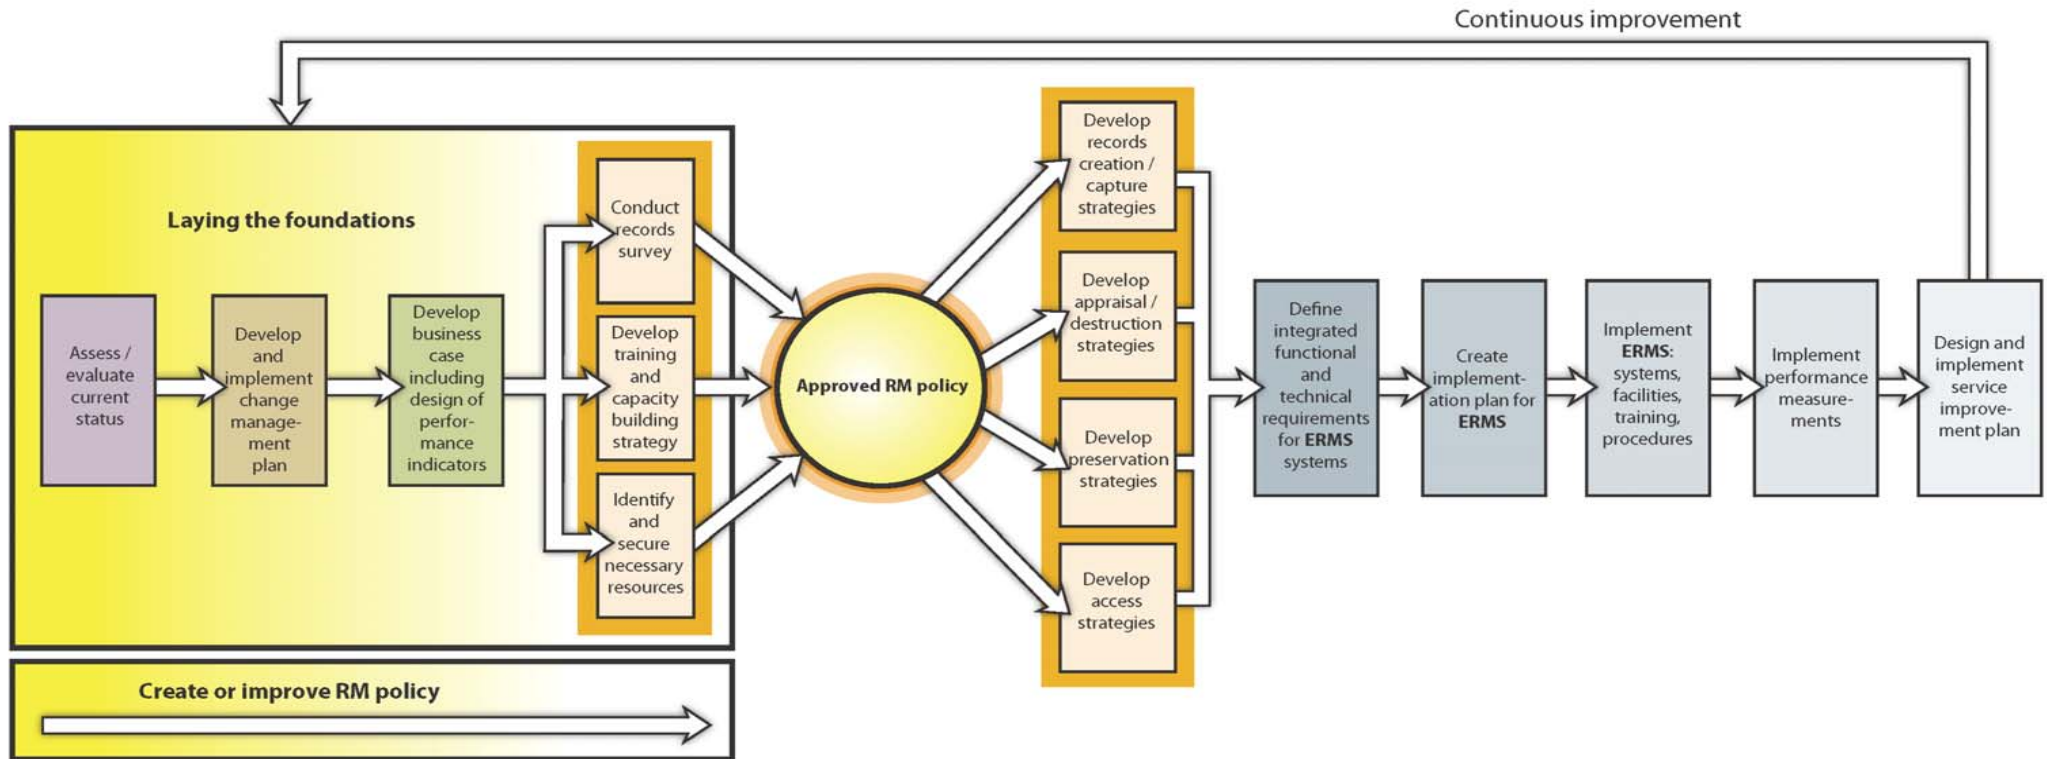 Continuous improvement
Laying the foundations
Assess /
evaluate
current
status
Develop
and
implement
change
manage-
ment
plan
Develop
business
case
including
design of
perfor-
mance
indicators
Conduct
records
survey
Develop
training
and
capacity
building
strategy
Identify
and
secure
necessary
resources
Create or improve RM policy
Approved RM policy
Develop
records
creation /
capture
strategies
Develop
appraisal /
destruction
strategies
Develop
preservation
strategies
Develop
access
strategies
Define
integrated
functional
and
technical
requirements
for ERMS
systems
Create
implement-
ation plan for
ERMS
Implement
ERMS:
systems,
facilities,
training,
procedures
Implement
performance
measure-
ments
Design and
implement
service
improve-
ment plan